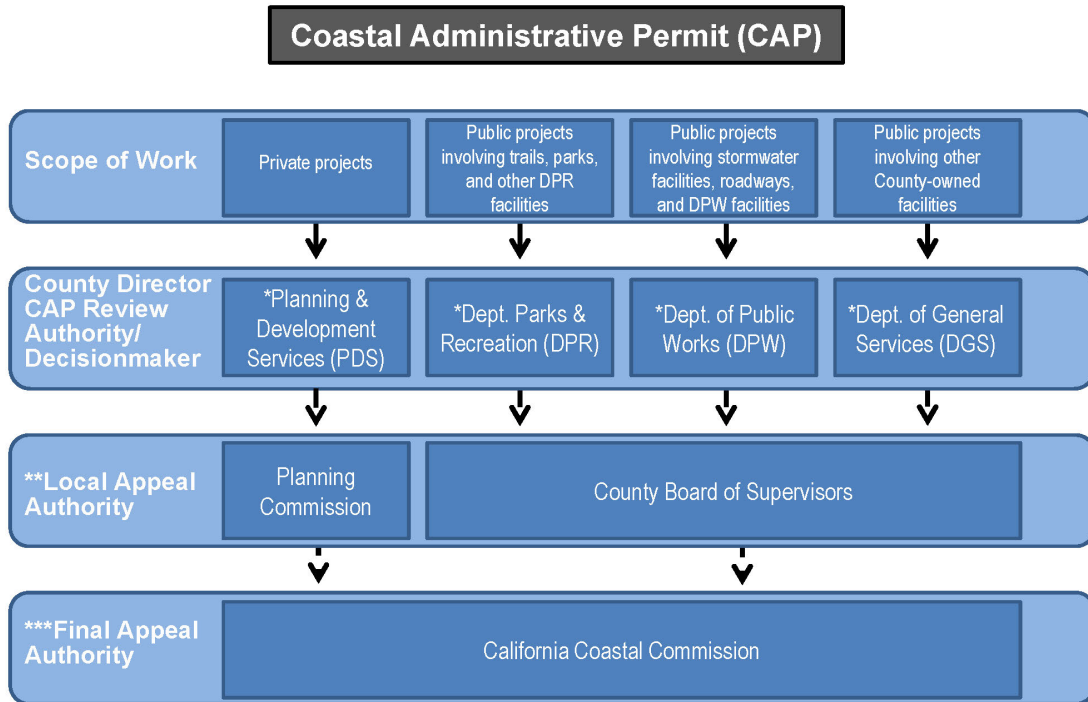 Coastal Administrative Permit (CAP)
Scope of Work
Private projects
Public projects
involving trails, parks,
and other DPR
facilities
Public projects
involving stormwater
facilities, roadways,
and DPW facilities
Public projects
involving other
County-owned
facilities
County Director
CAP Review
Authority/
Decisionmaker
*Planning &
Development
Services (PDS)
*Dept. Parks &
Recreation (DPR)
*Dept. of Public
Works (DPW)
*Dept. of General
Services (DGS)
**Local Appeal
Authority
Planning
Commission
County Board of Supervisors
***Final Appeal
Authority
California Coastal Commission